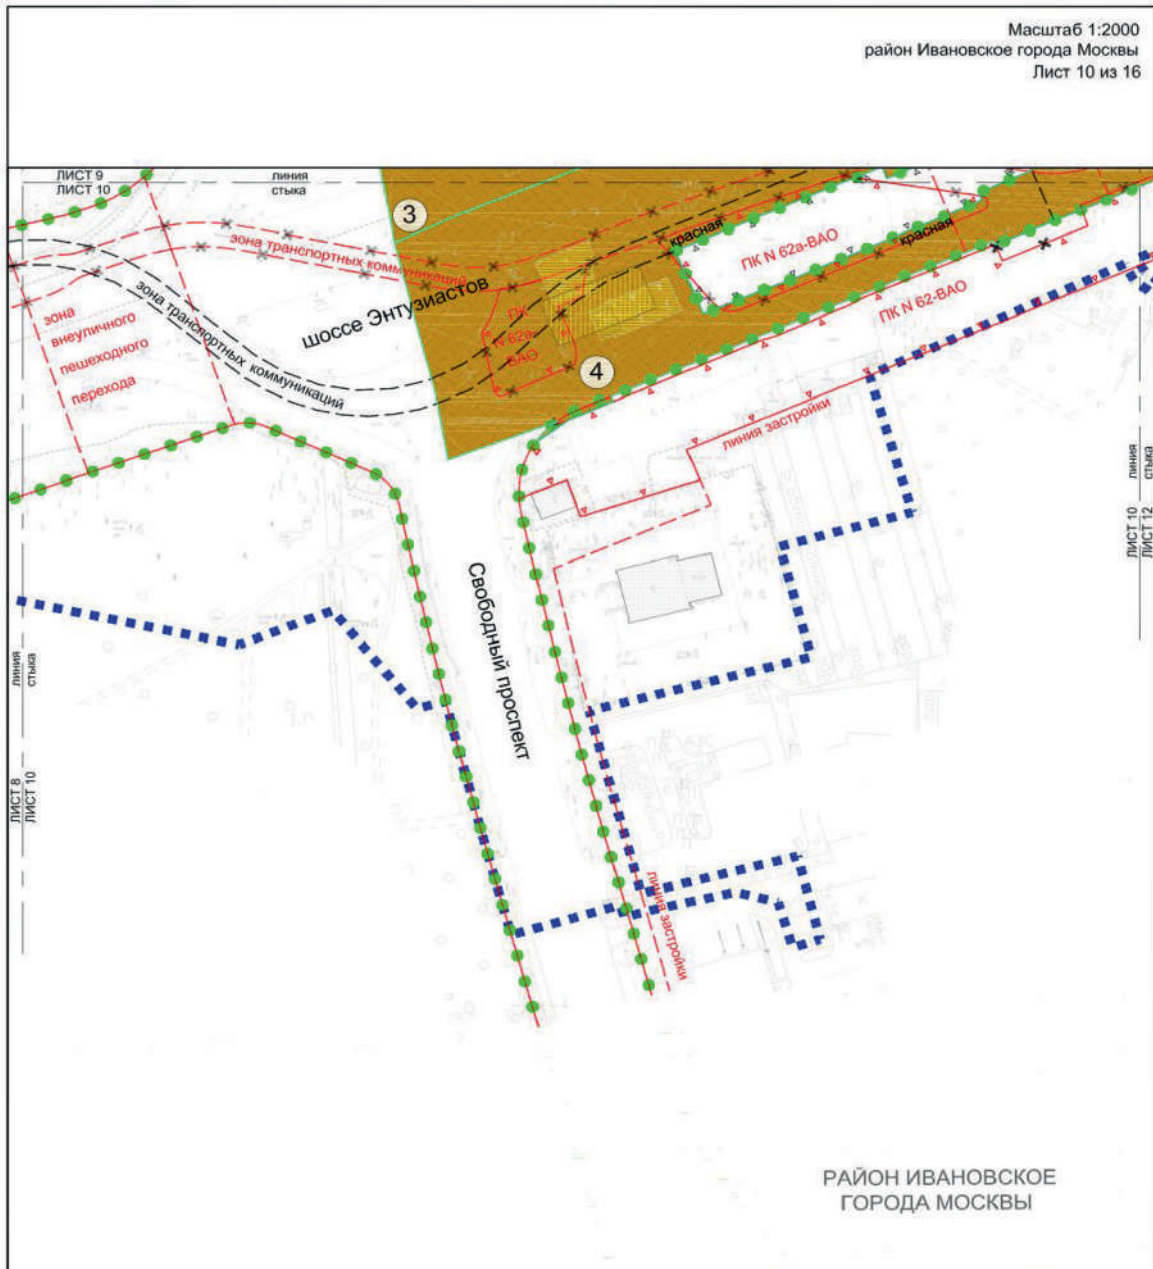 Масштаб 1:2000
район Ивановское города Москвы
Лист 10 из 16
ЛИСТ 9
ЛИСТ 10
линия
стыка
3
зона транспортных коммуникаций
красная
красная
ПК N 62а-ВАО
ПК N 62-ВАО
шоссе Энтузиастов
ПК
ВАО
4
зона
внеуличного
пешеходного
перехода
зона транспортных коммуникаций
линия застройки
линия
стыка
ЛИСТ 10
ЛИСТ 12
Свободный проспект
линия
стыка
ЛИСТ 8
ЛИСТ 10
линия застройки
РАЙОН ИВАНОВСКОЕ
ГОРОДА МОСКВЫ